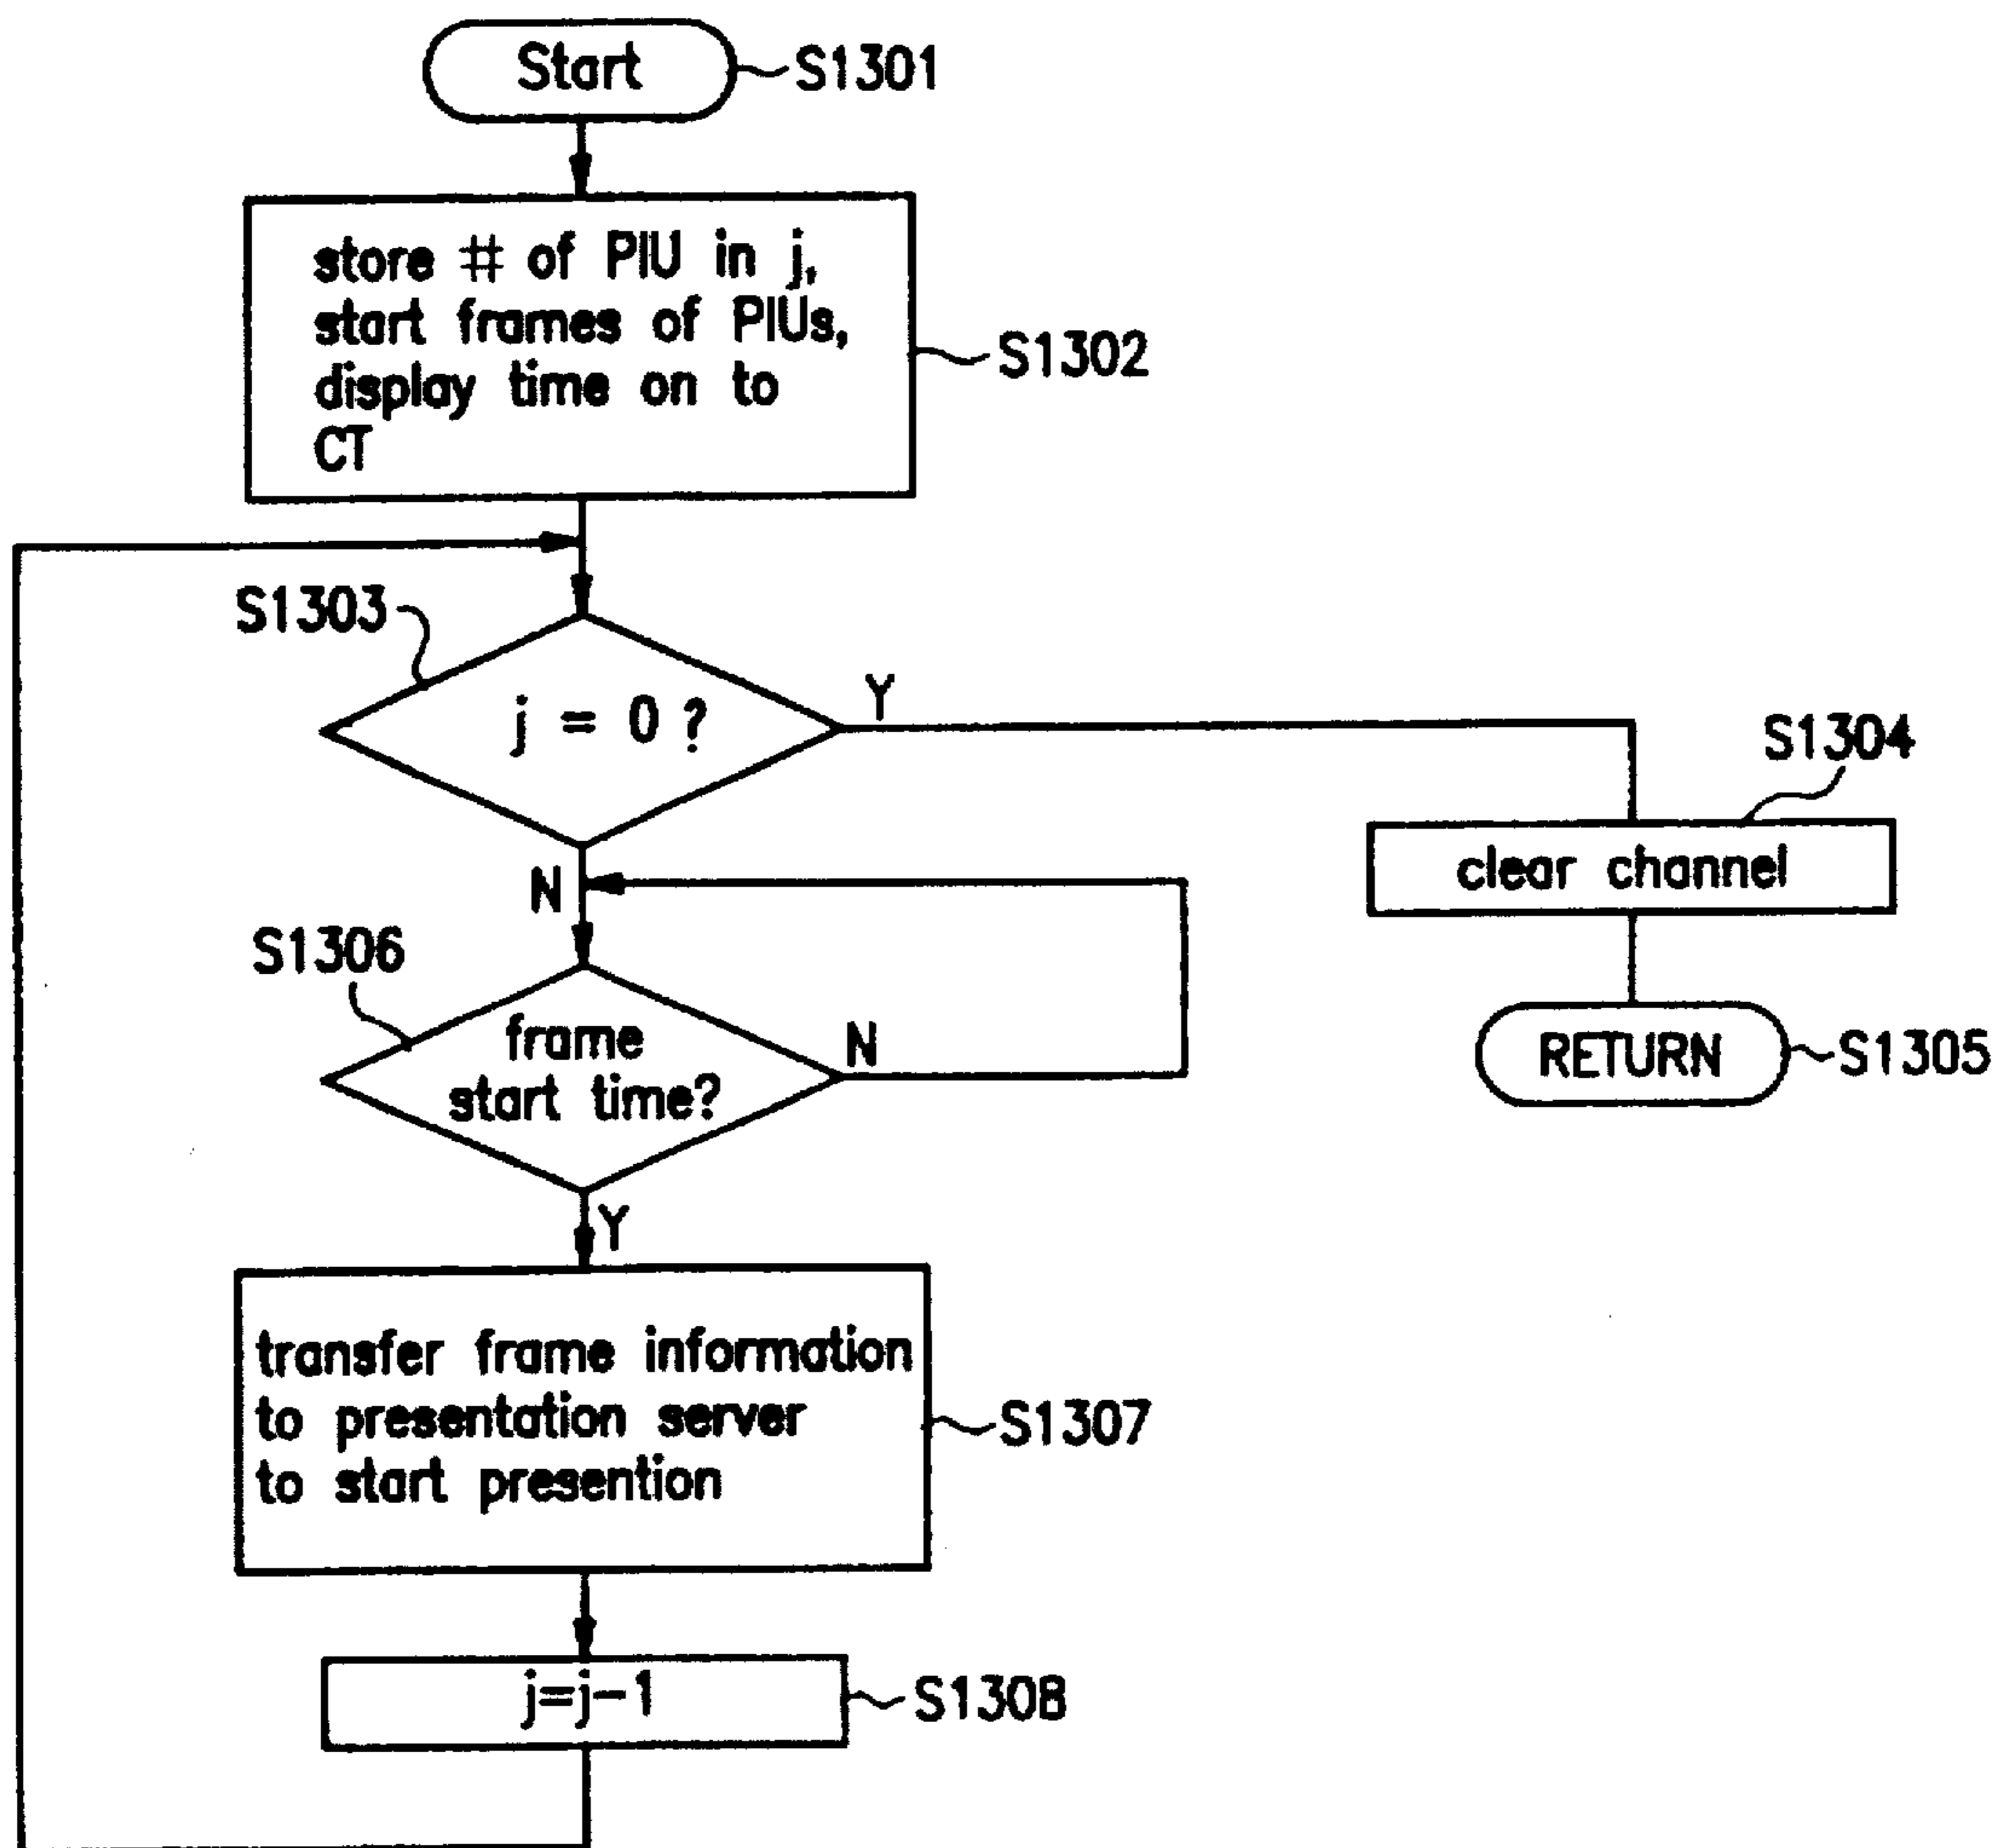 Start
S1301
store # of PIU in j,
start frames of PIUs,
display time on to
CT
S1302
S1303
j = 0 ?
Y
S1304
clear channel
N
S1306
frame
start time?
N
RETURN
S1305
Y
transfer frame information
to presentation server
to start presention
S1307
j=j-1
S1308